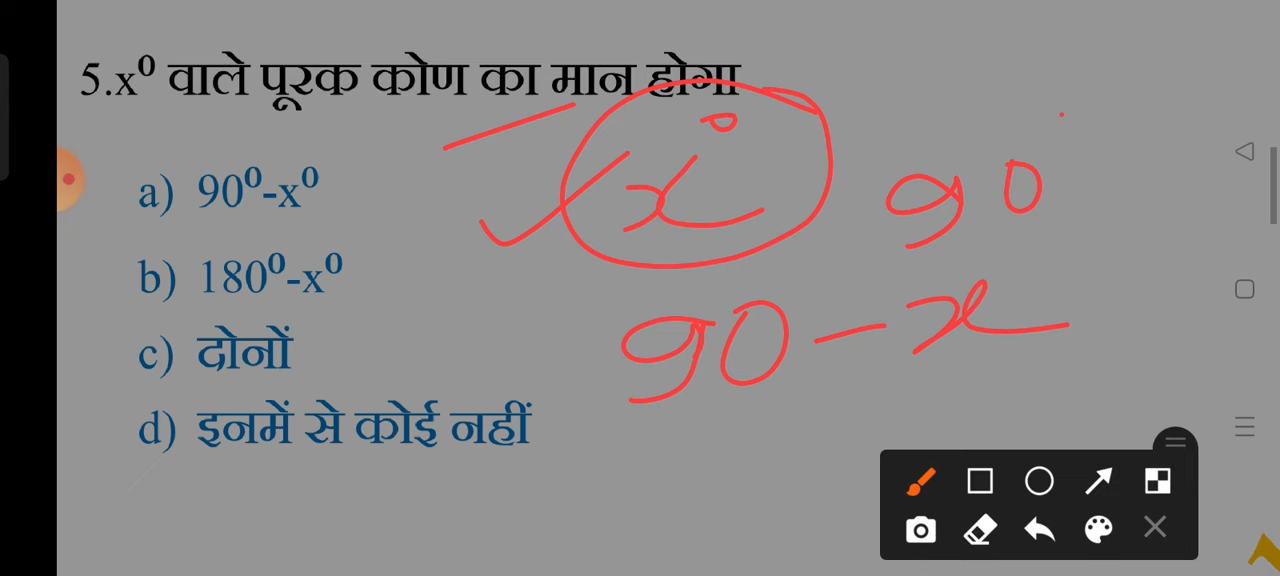 5.x⁰ वाले पूरक कोण का मान होगा
a) 90⁰-x⁰
b) 180⁰-x⁰
c) दोनों
d) इनमें से कोई नहीं
x° 90
90-x